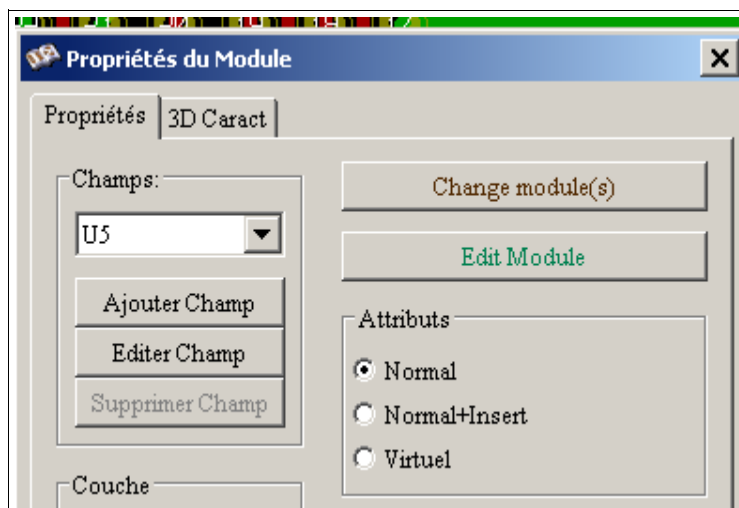 Propriétés du Module
Propriétés
3D Caract
Champs:
U5
Ajouter Champ
Editer Champ
Supprimer Champ
Couche
Change module(s)
Edit Module
Attributs
Normal
Normal+Insert
Virtuel